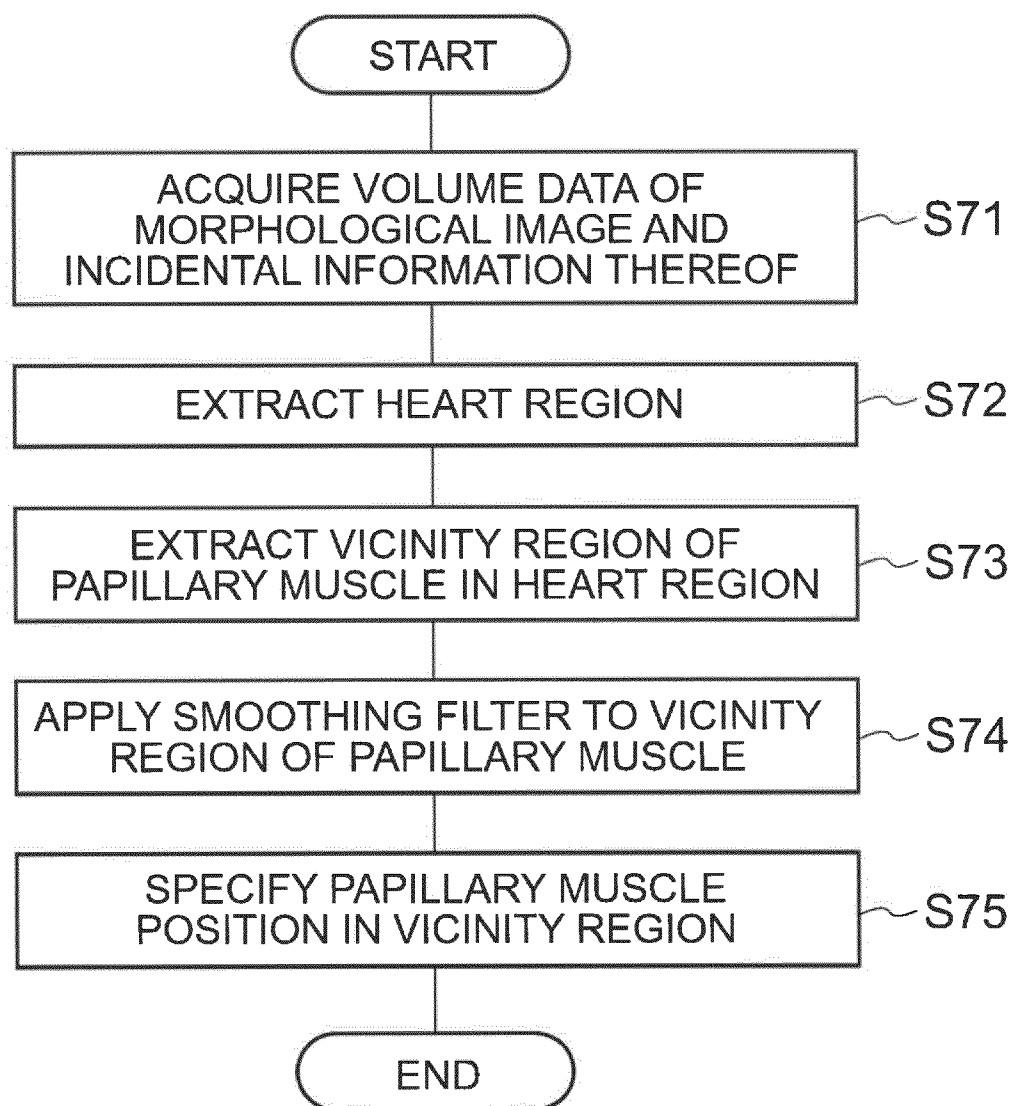 START
ACQUIRE VOLUME DATA OF
MORPHOLOGICAL IMAGE AND
INCIDENTAL INFORMATION THEREOF
S71
EXTRACT HEART REGION
S72
EXTRACT VICINITY REGION OF
PAPILLARY MUSCLE IN HEART REGION
S73
APPLY SMOOTHING FILTER TO VICINITY
REGION OF PAPILLARY MUSCLE
S74
SPECIFY PAPILLARY MUSCLE
POSITION IN VICINITY REGION
S75
END